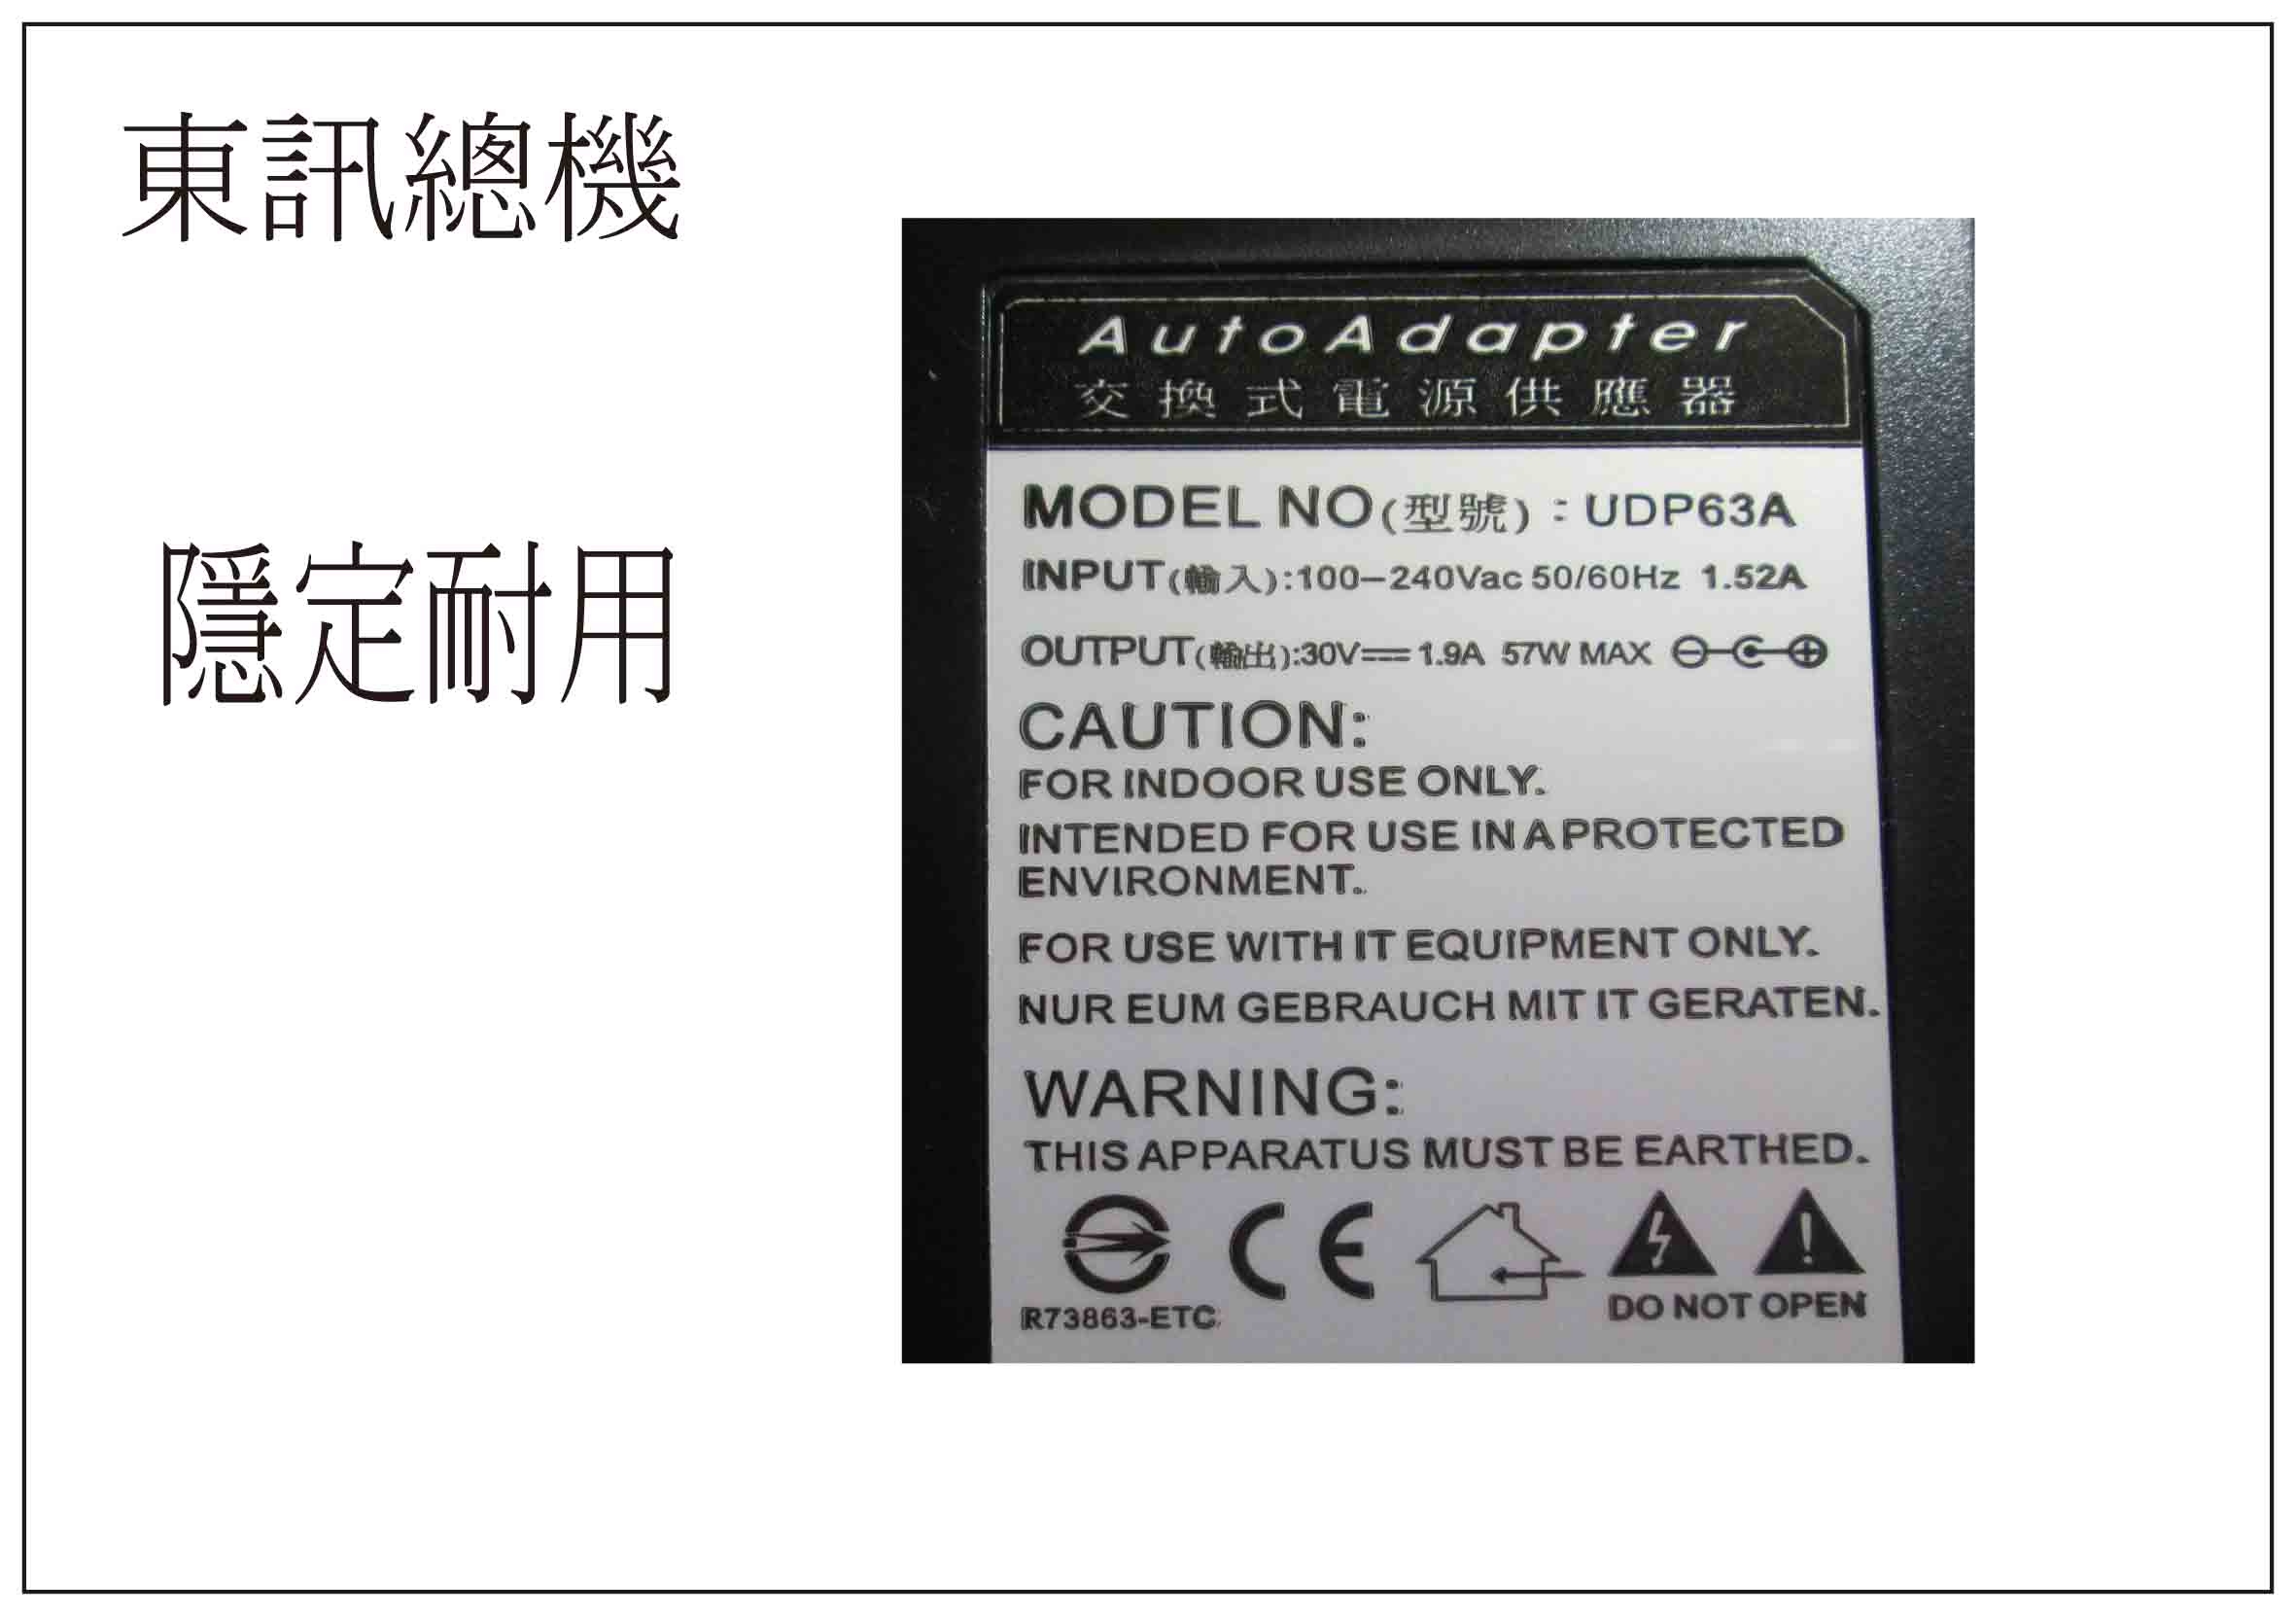 東訊總機
隱定耐用
AutoAdapter
交換式電源供應器
MODEL NO(型號):UDP63A
INPUT(輸入):100-240Vac 50/60Hz 1.52A
OUTPUT(輸出):30V⎓1.9A 57W MAX
CAUTION:
FOR INDOOR USE ONLY.
INTENDED FOR USE IN A PROTECTED
ENVIRONMENT.
FOR USE WITH IT EQUIPMENT ONLY.
NUR EUM GEBRAUCH MIT IT GERATEN.
WARNING:
THIS APPARATUS MUST BE EARTHED.
CE
R73863-ETC
DO NOT OPEN